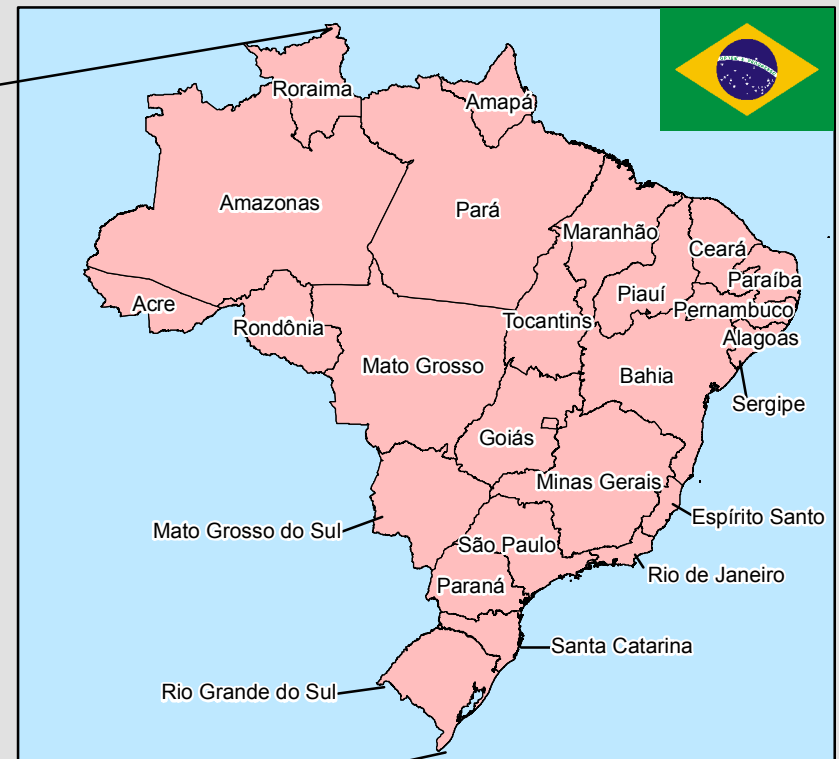 Roraima
Amapá
Amazonas
Pará
Maranhão
Ceará
Acre
Rondônia
Tocantins
Piauí
Paraíba
Pernambuco
Alagoas
Mato Grosso
Bahia
Sergipe
Goiás
Minas Gerais
Mato Grosso do Sul
Espírito Santo
São Paulo
Rio de Janeiro
Paraná
Santa Catarina
Rio Grande do Sul